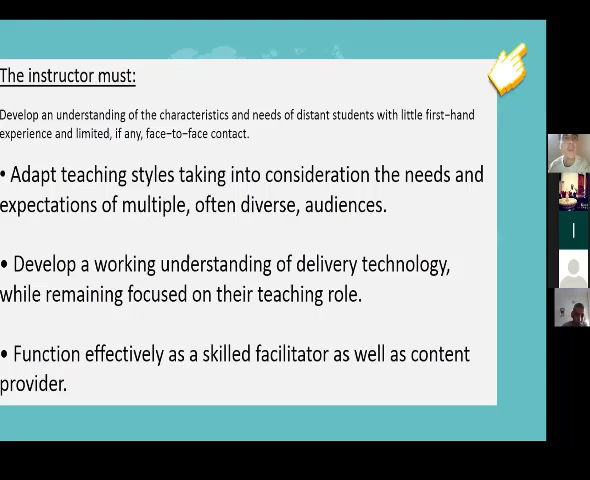 The instructor must:
Develop an understanding of the characteristics and needs of distant students with little first-hand
experience and limited, if any, face-to-face contact.
• Adapt teaching styles taking into consideration the needs and
expectations of multiple, often diverse, audiences.
• Develop a working understanding of delivery technology,
while remaining focused on their teaching role.
• Function effectively as a skilled facilitator as well as content
provider.
I